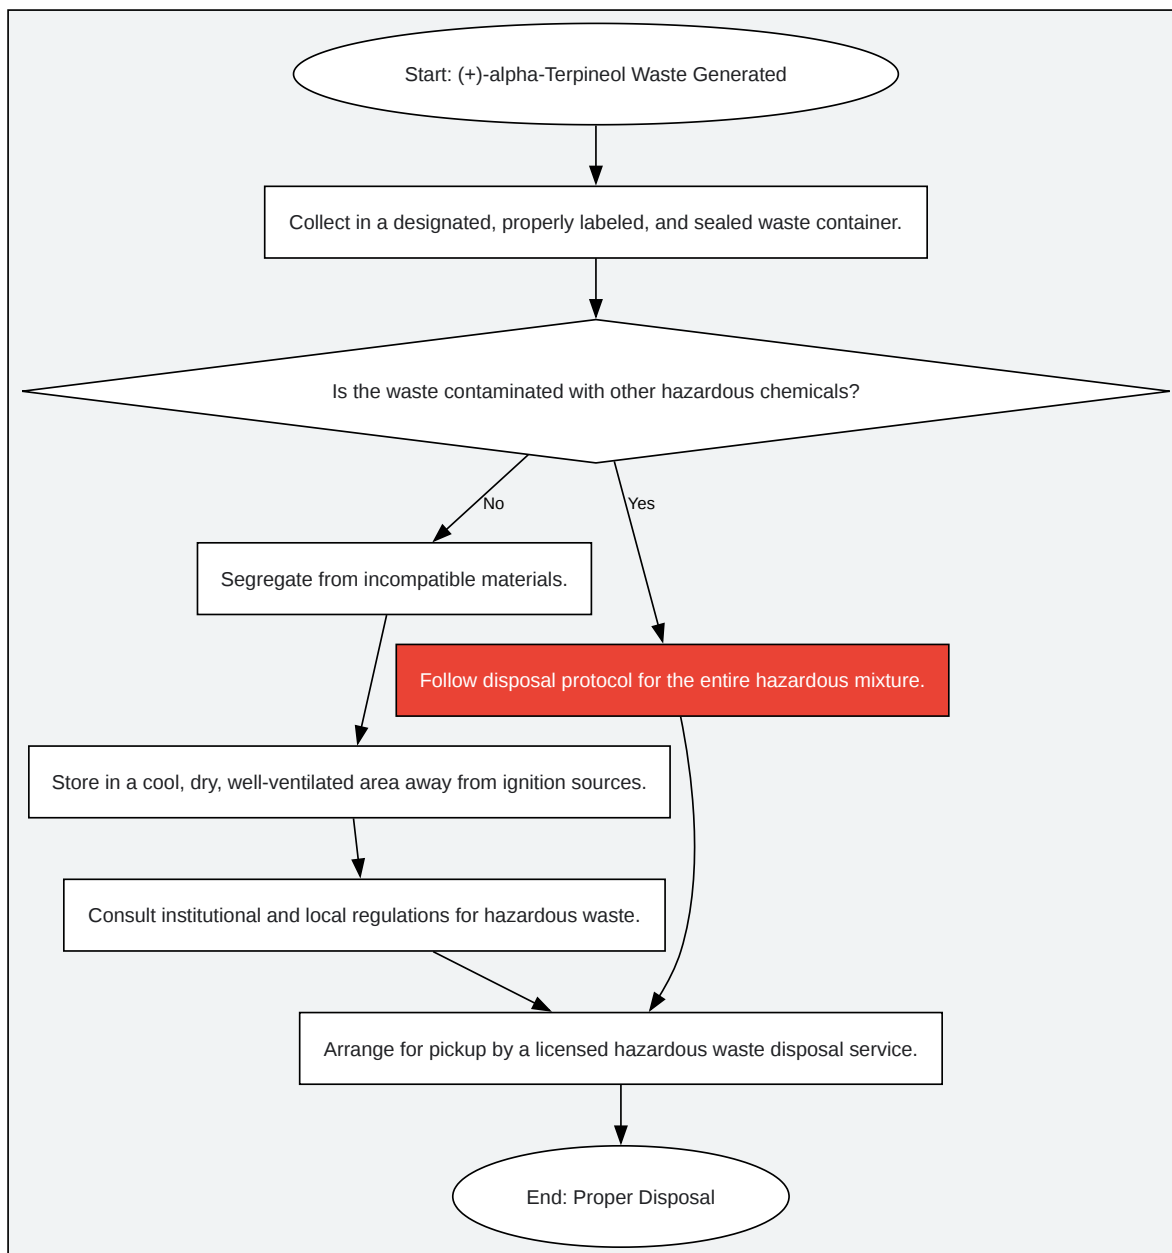 Start: (+)-alpha-Terpineol Waste Generated
Collect in a designated, properly labeled, and sealed waste container.
Is the waste contaminated with other hazardous chemicals?
No
Yes
Segregate from incompatible materials.
Follow disposal protocol for the entire hazardous mixture.
Store in a cool, dry, well-ventilated area away from ignition sources.
Consult institutional and local regulations for hazardous waste.
Arrange for pickup by a licensed hazardous waste disposal service.
End: Proper Disposal